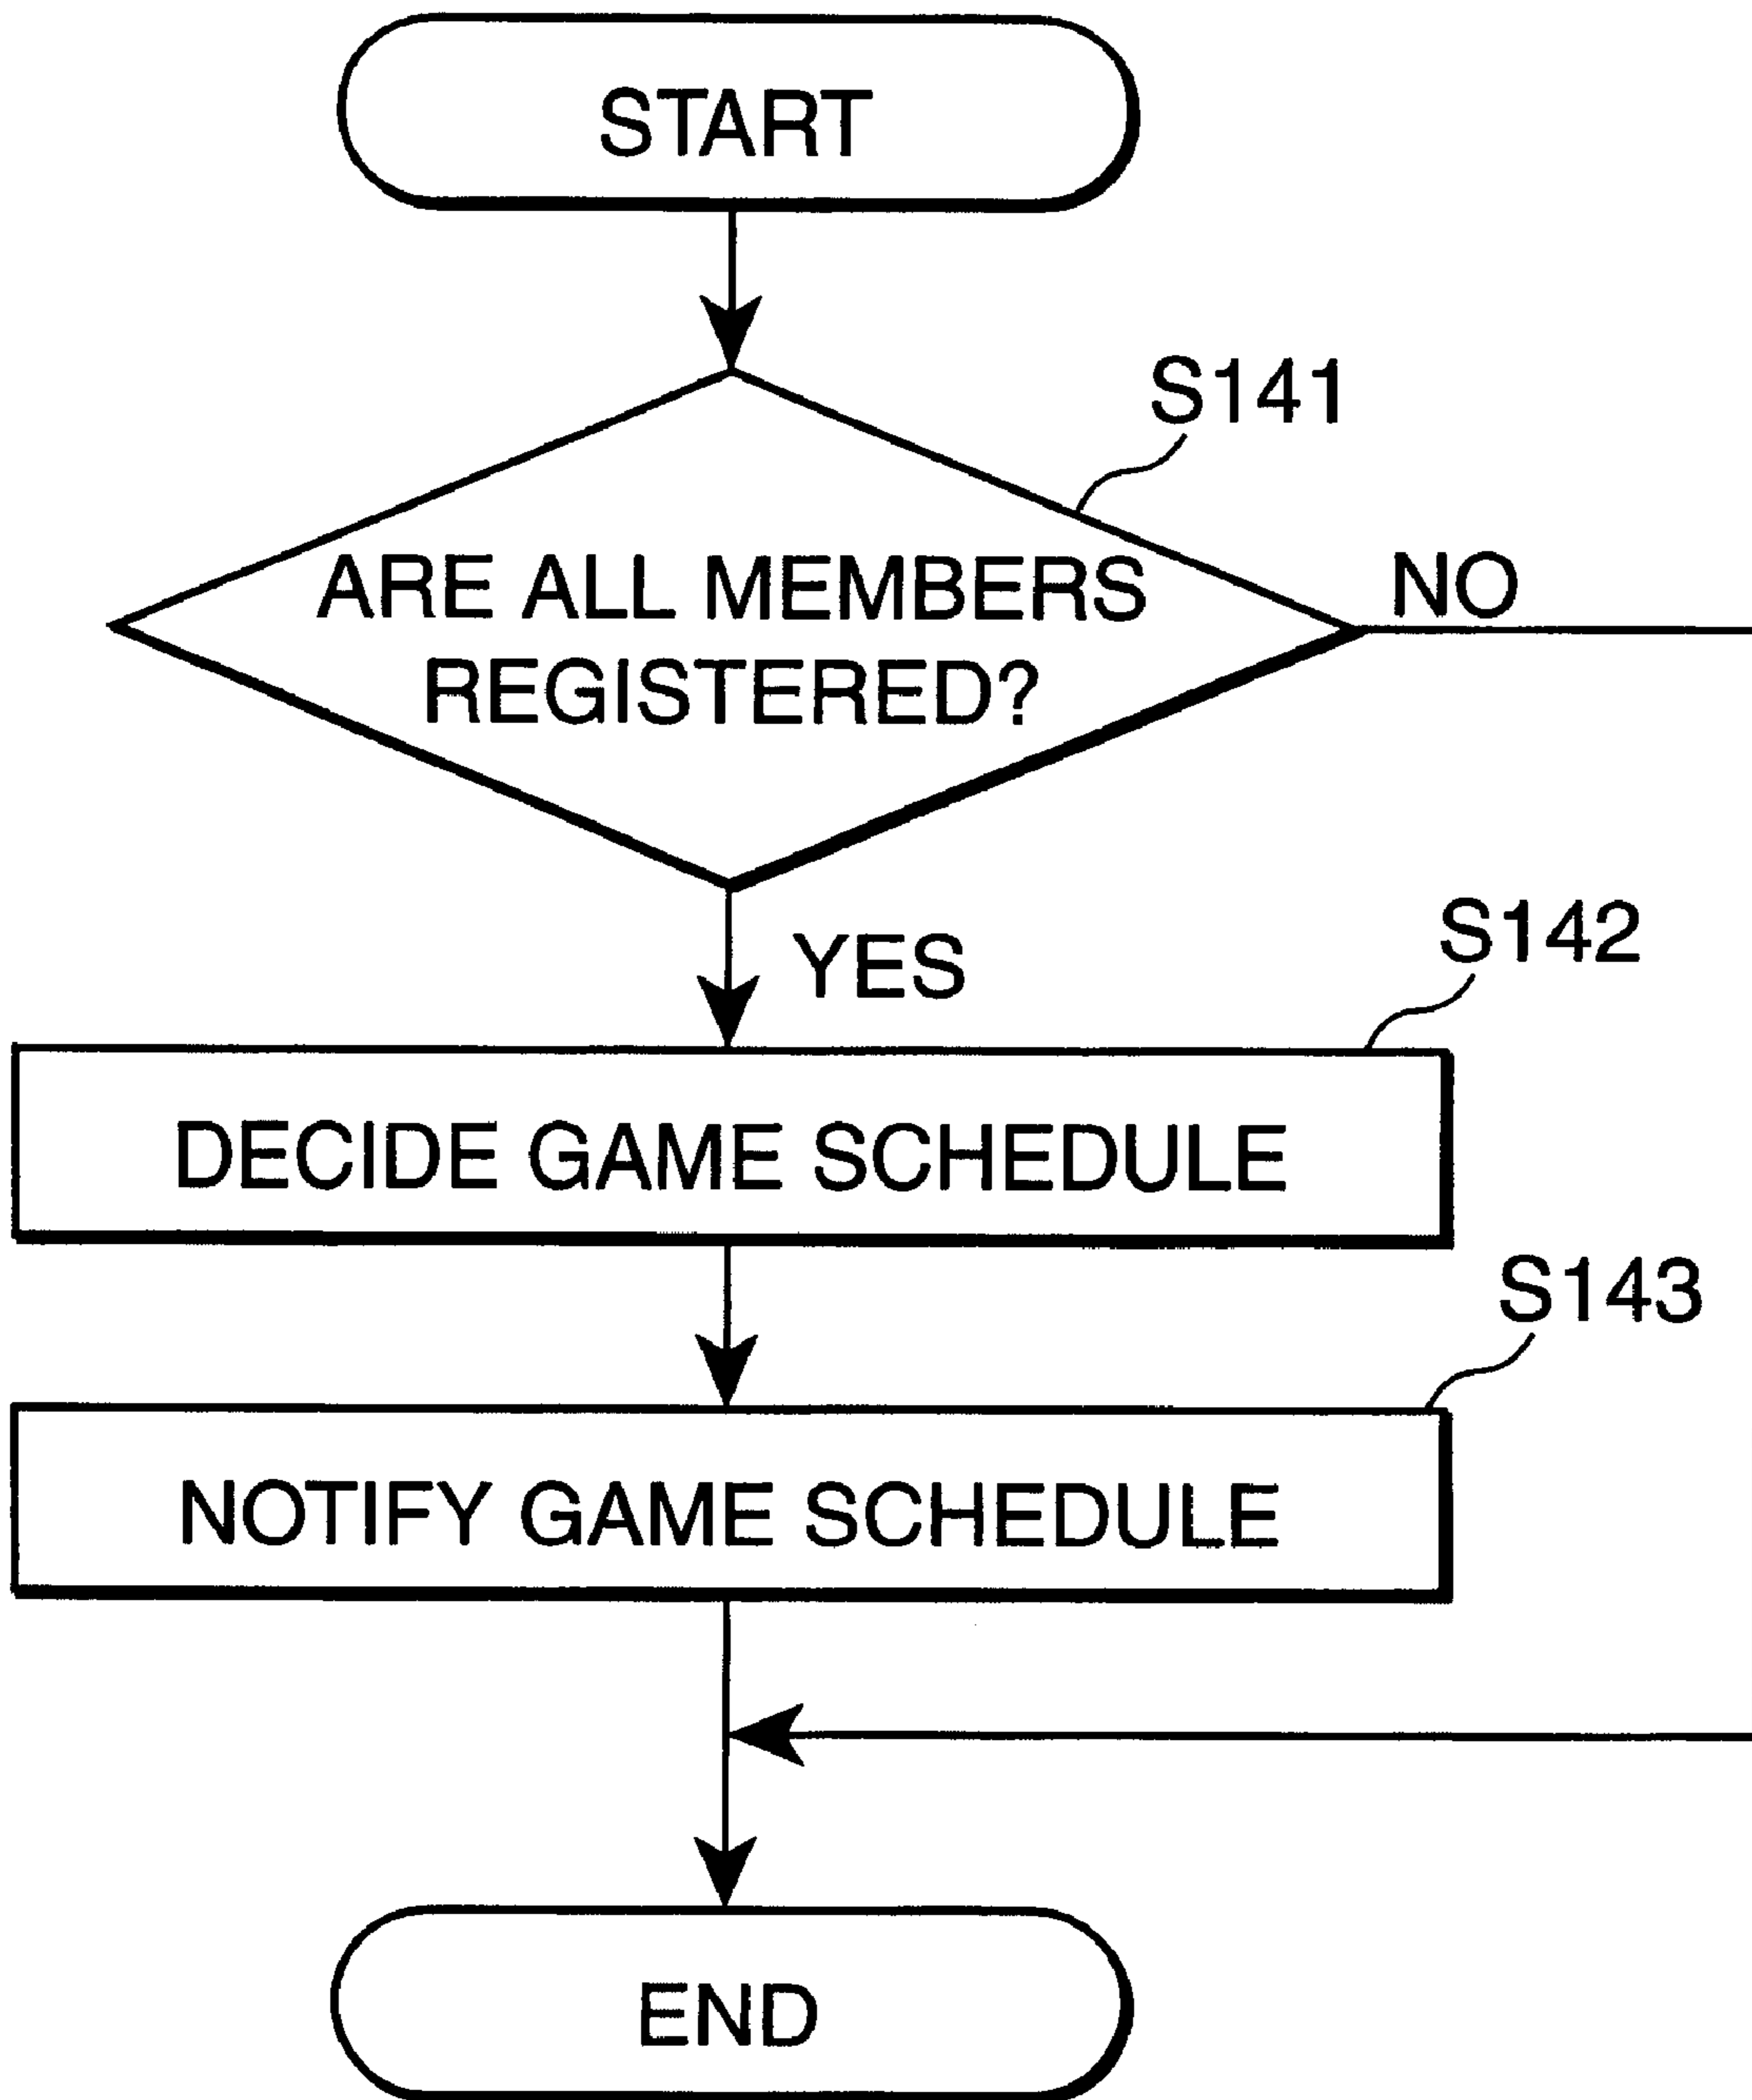 START
S141
ARE ALL MEMBERS
REGISTERED?
NO
YES
S142
DECIDE GAME SCHEDULE
S143
NOTIFY GAME SCHEDULE
END